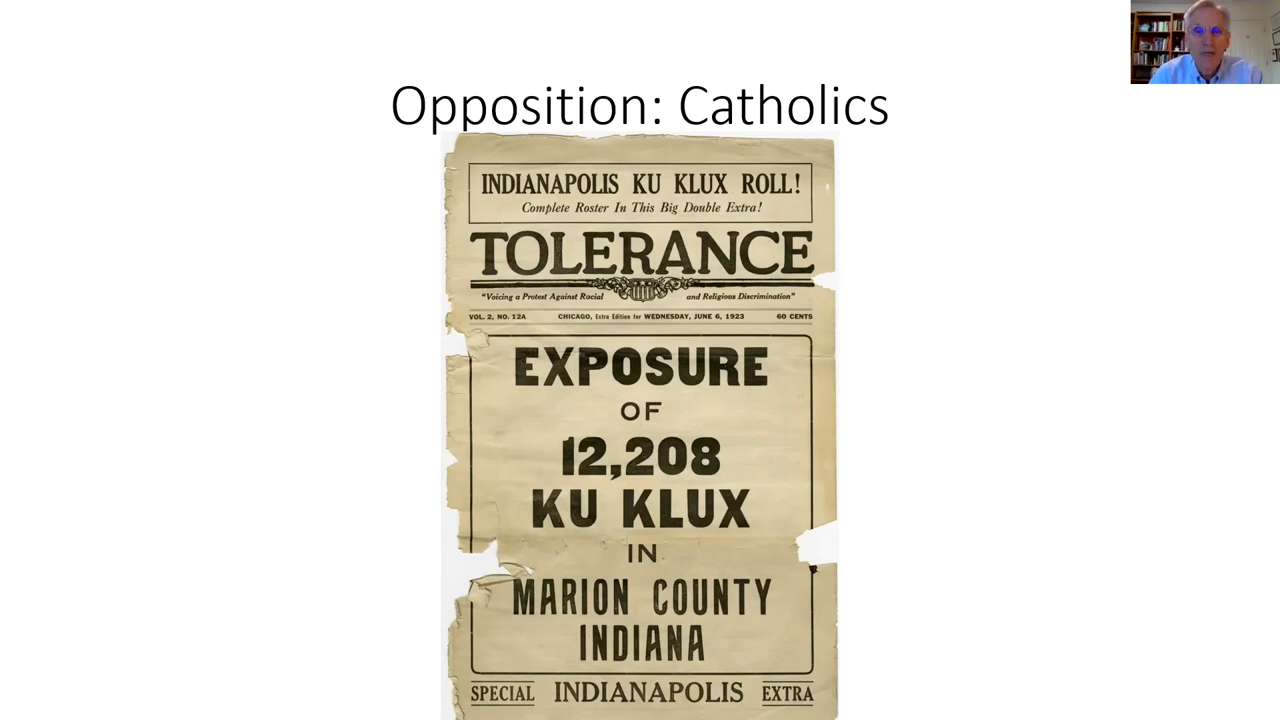 Opposition: Catholics
INDIANAPOLIS KU KLUX ROLL!
Complete Roster In This Big Double Extra!
TOLERANCE
"Voicing a Protest Against Racial and Religious Discrimination"
VOL. 2, NO. 12A CHICAGO, Extra Edition for WEDNESDAY, JUNE 6, 1923 60 CENTS
EXPOSURE
OF
12,208
KU KLUX
IN
MARION COUNTY
INDIANA
SPECIAL INDIANAPOLIS EXTRA